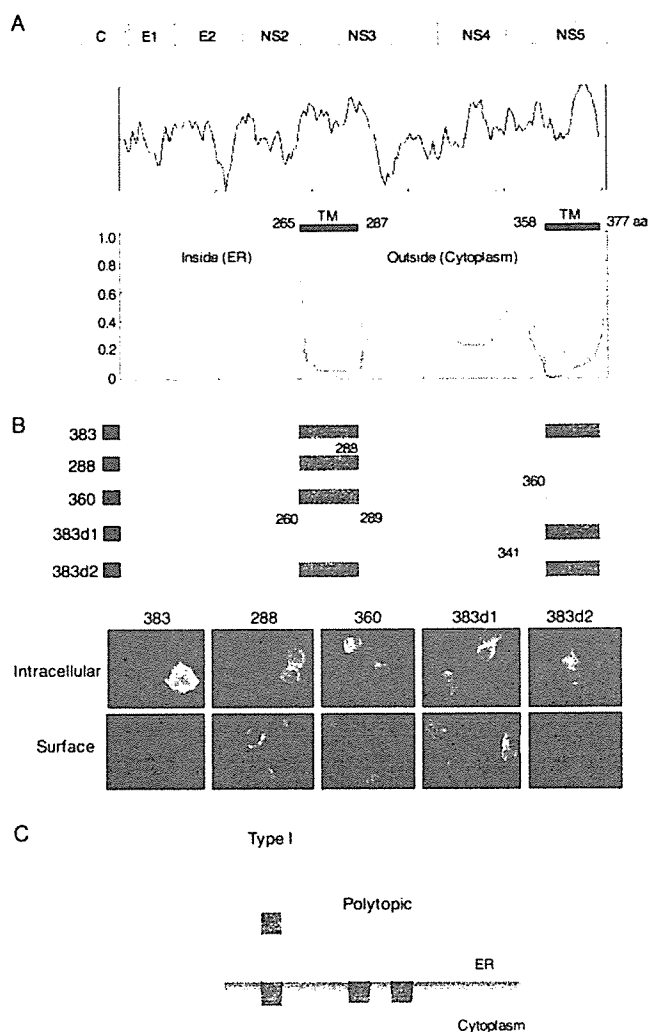 A
C E1 E2 NS2 NS3 NS4 NS5
TM TM
265 287 358 377 aa
1.0
Inside (ER) Outside (Cytoplasm)
0.8
0.6
0.4
0.2
0
B
383
288
288
360
360
260 289
383d1
341
383d2
383 288 360 383d1 383d2
Intracellular
Surface
C
Type I
Polytopic
ER
Cytoplasm